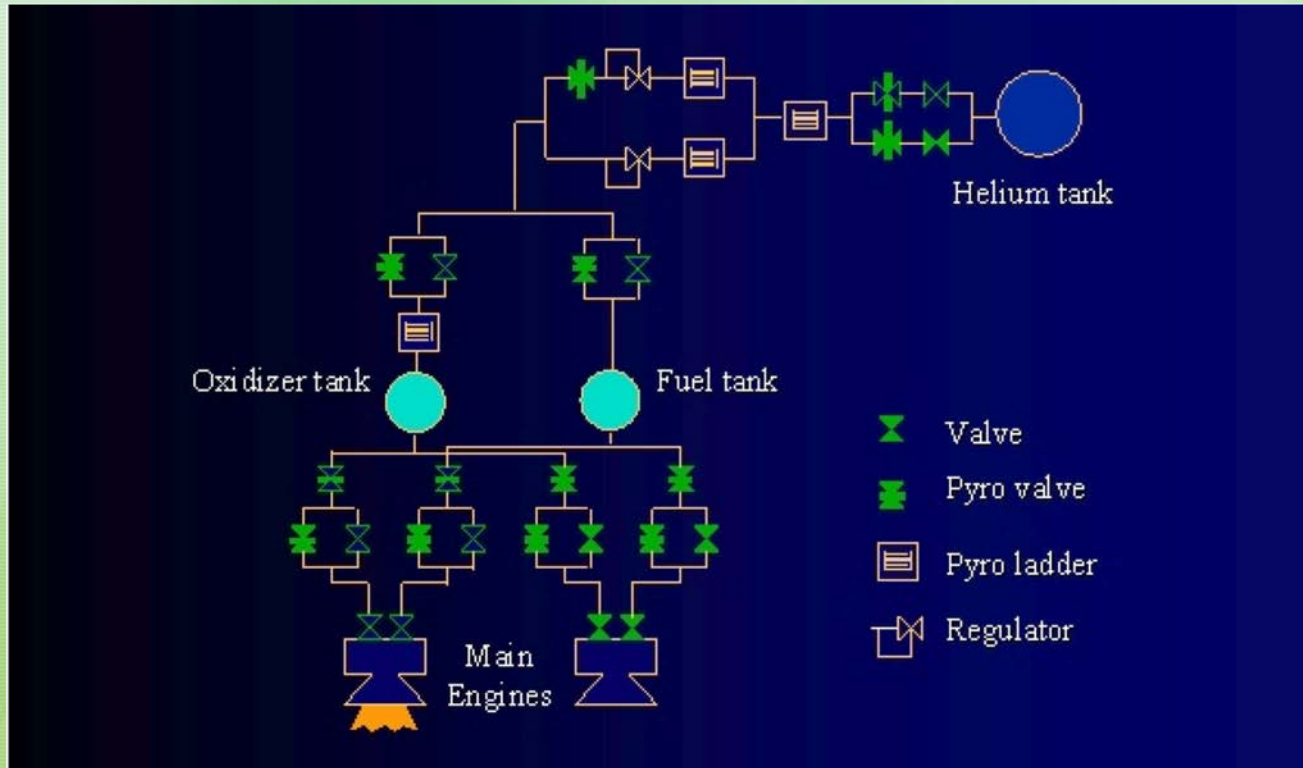 Helium tank
Oxidizer tank
Fuel tank
Valve
Pyro valve
Pyro ladder
Regulator
Main
Engines